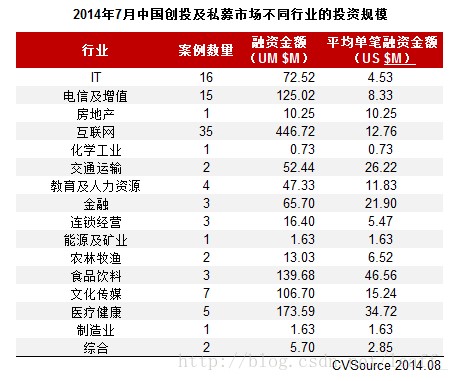 2014年7月中国创投及私募市场不同行业的投资规模
行业 案例数量 融资金额 (UM $M) 平均单笔融资金额 (US $M)
IT 16 72.52 4.53
电信及增值 15 125.02 8.33
房地产 1 10.25 10.25
互联网 35 446.72 12.76
化学工业 1 0.73 0.73
交通运输 2 52.44 26.22
教育及人力资源 4 47.33 11.83
金融 3 65.70 21.90
连锁经营 3 16.40 5.47
能源及矿业 1 1.63 1.63
农林牧渔 2 13.03 6.52
食品饮料 3 139.68 46.56
文化传媒 7 106.70 15.24
医疗健康 5 173.59 34.72
制造业 1 1.63 1.63
综合 2 5.70 2.85
CVSource 2014.08